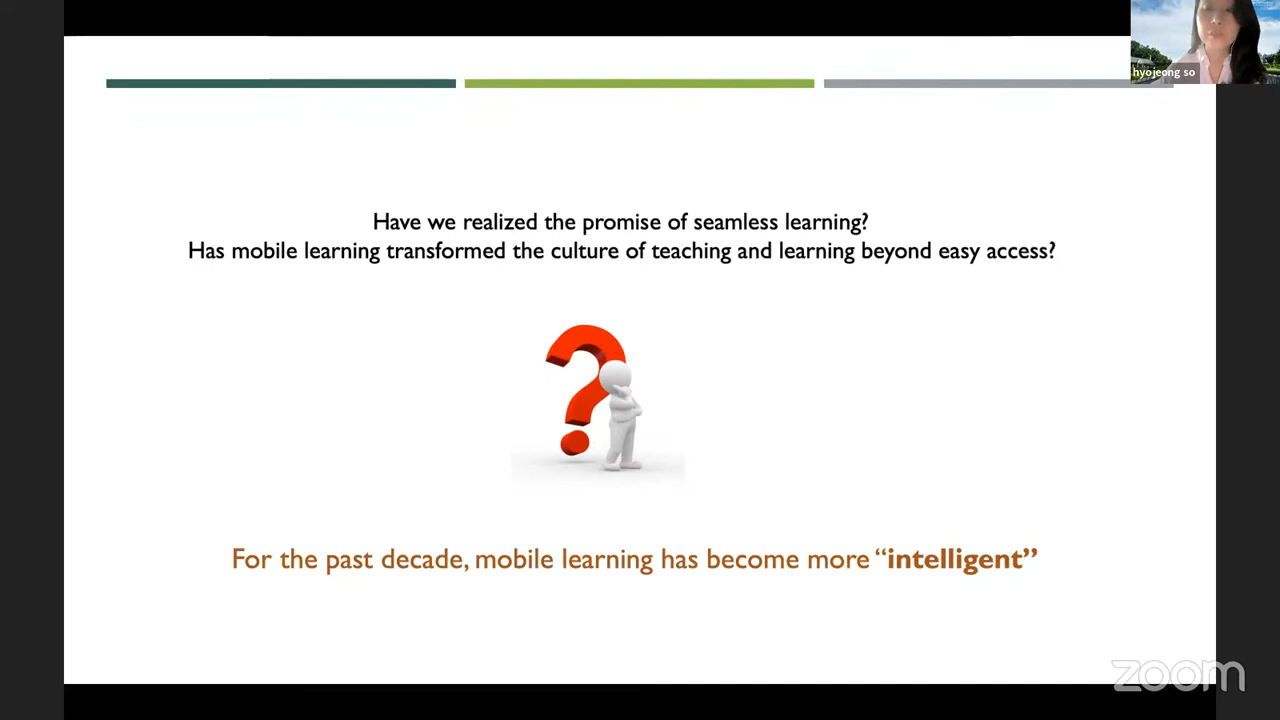 hyojeong so
Have we realized the promise of seamless learning?
Has mobile learning transformed the culture of teaching and learning beyond easy access?
For the past decade, mobile learning has become more “intelligent”
zoom